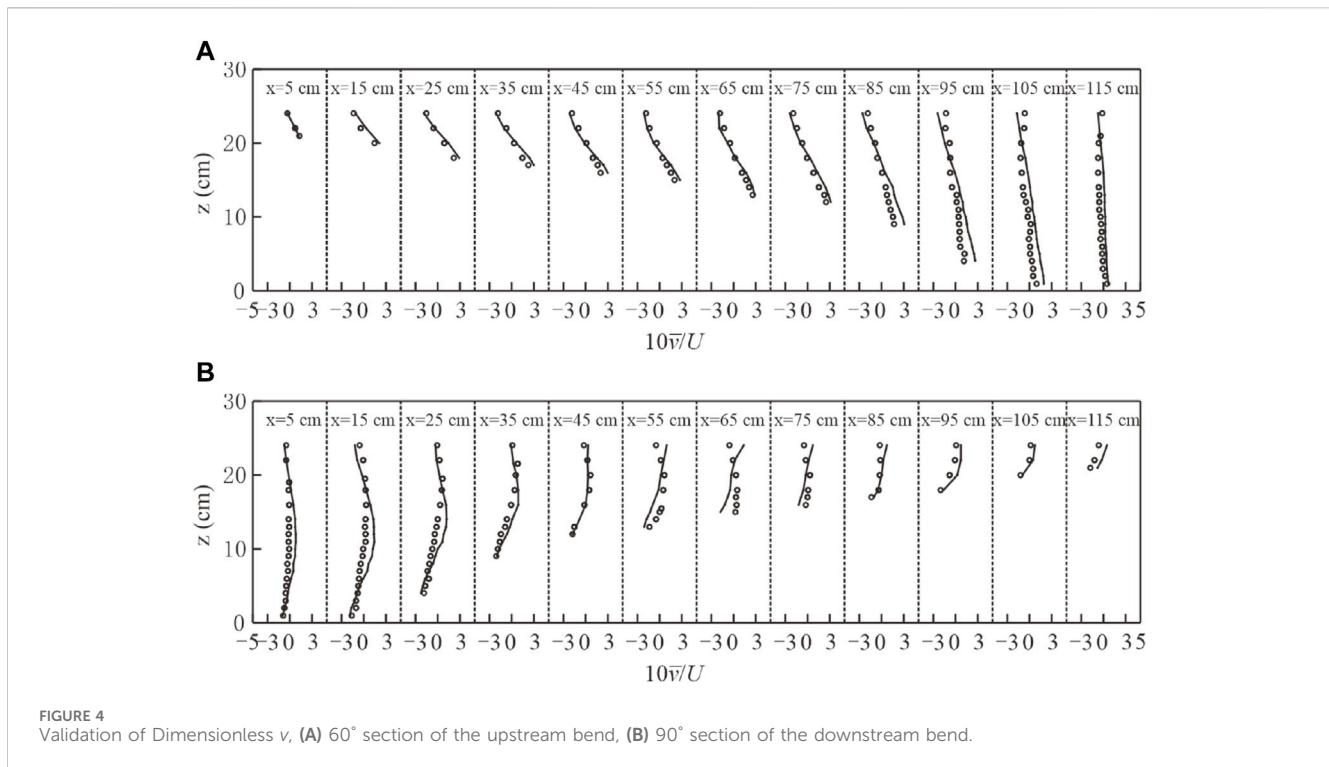 A
30
x=5 cm x=15 cm x=25 cm x=35 cm x=45 cm x=55 cm x=65 cm x=75 cm x=85 cm x=95 cm x=105 cm x=115 cm
20
z (cm)
10
0
−5−30 3 −30 3 −30 3 −30 3 −30 3 −30 3 −30 3 −30 3 −30 3 −30 3 −30 3 −30 35
10v̅/U
B
30
x=5 cm x=15 cm x=25 cm x=35 cm x=45 cm x=55 cm x=65 cm x=75 cm x=85 cm x=95 cm x=105 cm x=115 cm
20
z (cm)
10
0
−5−30 3 −30 3 −30 3 −30 3 −30 3 −30 3 −30 3 −30 3 −30 3 −30 3 −30 3 −30 35
10v̅/U
FIGURE 4
Validation of Dimensionless v, (A) 60° section of the upstream bend, (B) 90° section of the downstream bend.